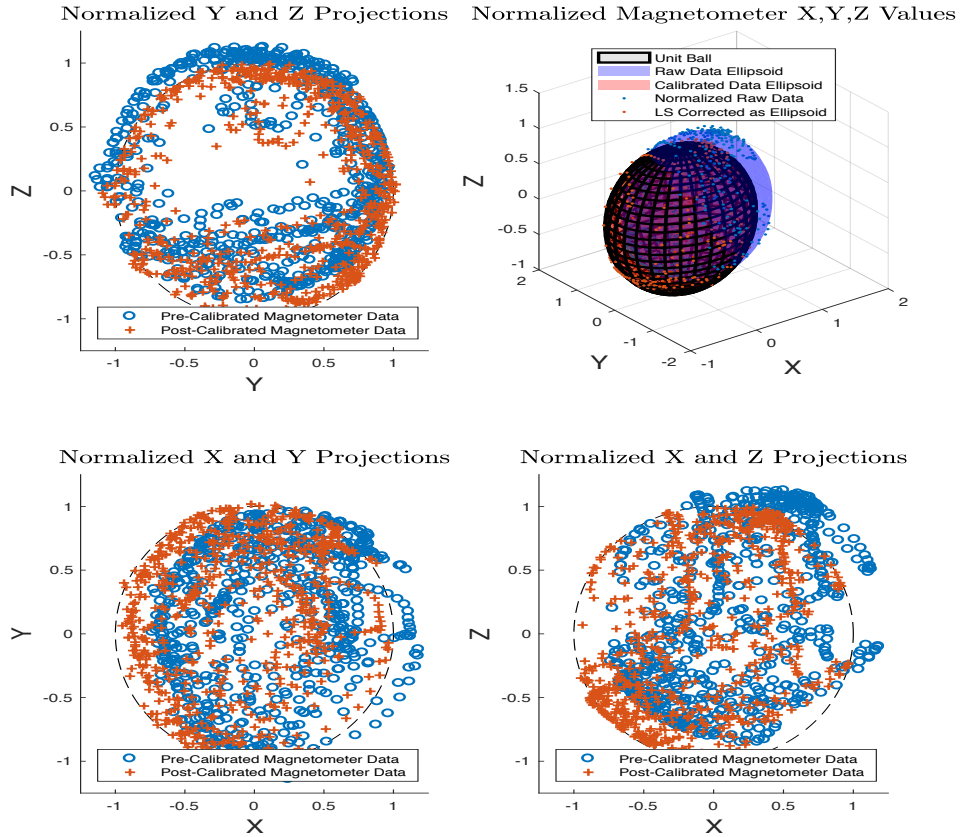 Normalized Y and Z Projections
1
0.5
0
-0.5
-1
Z
-1
-0.5
0
0.5
1
Y
Pre-Calibrated Magnetometer Data
Post-Calibrated Magnetometer Data
Normalized Magnetometer X,Y,Z Values
Unit Ball
Raw Data Ellipsoid
Calibrated Data Ellipsoid
Normalized Raw Data
LS Corrected as Ellipsoid
1.5
1
0.5
0
-0.5
-1
Z
2
1
0
-1
-2
Y
-1
0
1
2
X
Normalized X and Y Projections
1
0.5
0
-0.5
-1
Y
Pre-Calibrated Magnetometer Data
Post-Calibrated Magnetometer Data
-1
-0.5
0
0.5
1
X
Normalized X and Z Projections
1
0.5
0
-0.5
-1
Z
Pre-Calibrated Magnetometer Data
Post-Calibrated Magnetometer Data
-1
-0.5
0
0.5
1
X